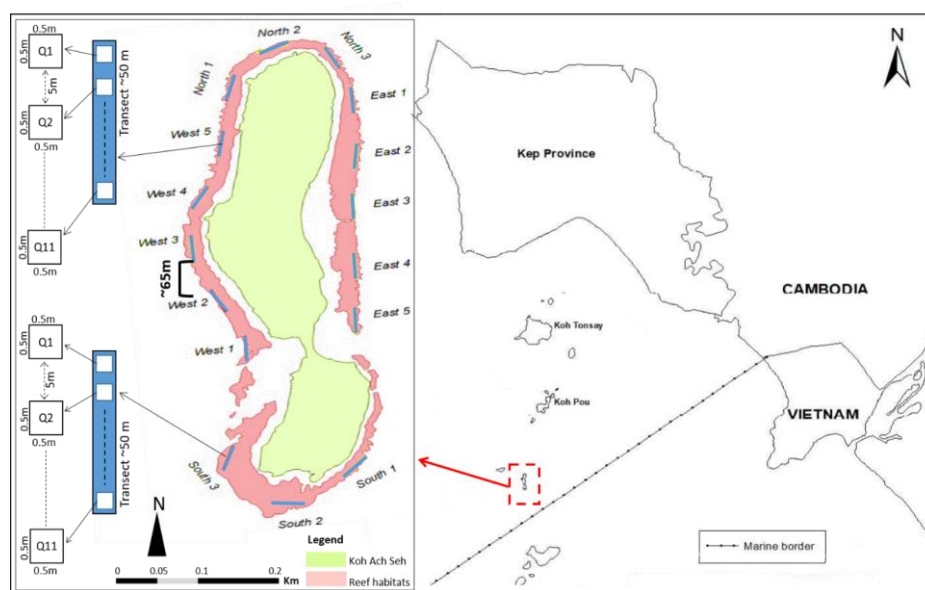 0.5m
0.5m
Q1
5m
0.5m
Q2
0.5m
0.5m
Q11
0.5m
Transect ~50 m
0.5m
0.5m
Q1
5m
0.5m
Q2
0.5m
0.5m
Q11
0.5m
Transect ~50 m
North 2
North 3
North 1
East 1
West 5
East 2
West 4
East 3
West 3
~65m
East 4
West 2
East 5
West 1
South 3
South 1
South 2
N
Legend
Koh Ach Seh
Reef habitats
0 0.05 0.1 0.2
Km
N
Kep Province
CAMBODIA
Koh Tonsay
Koh Pou
VIETNAM
Marine border